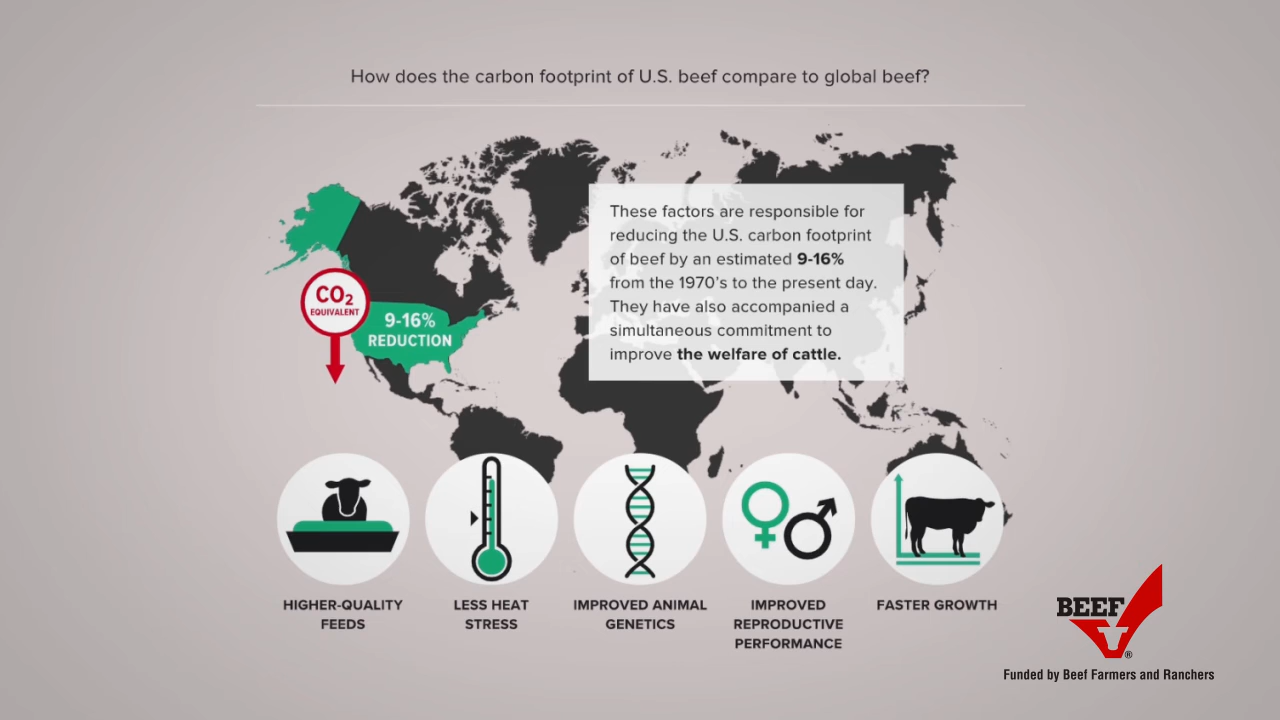 How does the carbon footprint of U.S. beef compare to global beef?
These factors are responsible for
reducing the U.S. carbon footprint
of beef by an estimated 9-16%
from the 1970's to the present day.
They have also accompanied a
simultaneous commitment to
improve the welfare of cattle.
CO2
EQUIVALENT
9-16%
REDUCTION
HIGHER-QUALITY
FEEDS
LESS HEAT
STRESS
IMPROVED ANIMAL
GENETICS
IMPROVED
REPRODUCTIVE
PERFORMANCE
FASTER GROWTH
BEEF
®
Funded by Beef Farmers and Ranchers